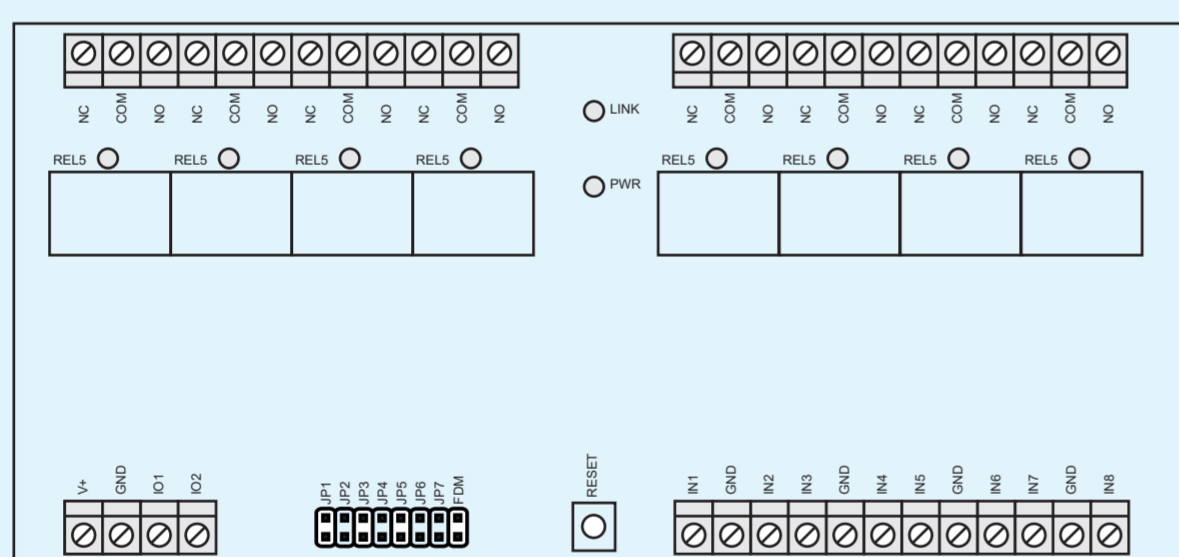 NC COM NO NC COM NO NC COM NO NC COM NO
NC COM NO NC COM NO NC COM NO NC COM NO
LINK
REL5 REL5 REL5 REL5
REL5 REL5 REL5 REL5
PWR
V+ GND IO1 IO2
JP1 JP2 JP3 JP4 JP5 JP6 JP7 FDM
RESET
IN1 GND IN2 IN3 GND IN4 IN5 GND IN6 IN7 GND IN8